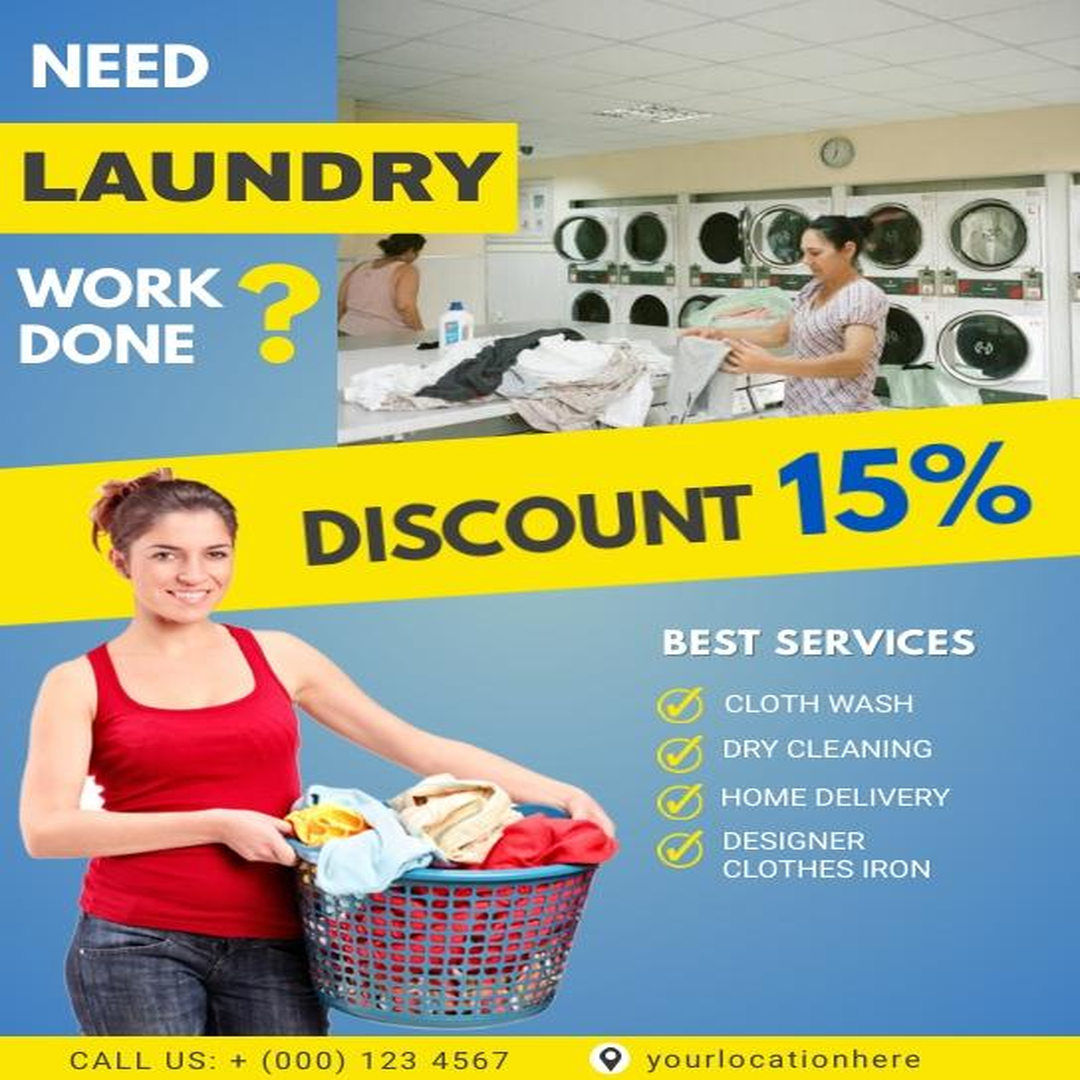 NEED
LAUNDRY
WORK
DONE ?
DISCOUNT 15%
BEST SERVICES
CLOTH WASH
DRY CLEANING
HOME DELIVERY
DESIGNER
CLOTHES IRON
CALL US: + (000) 123 4567
yourlocationhere